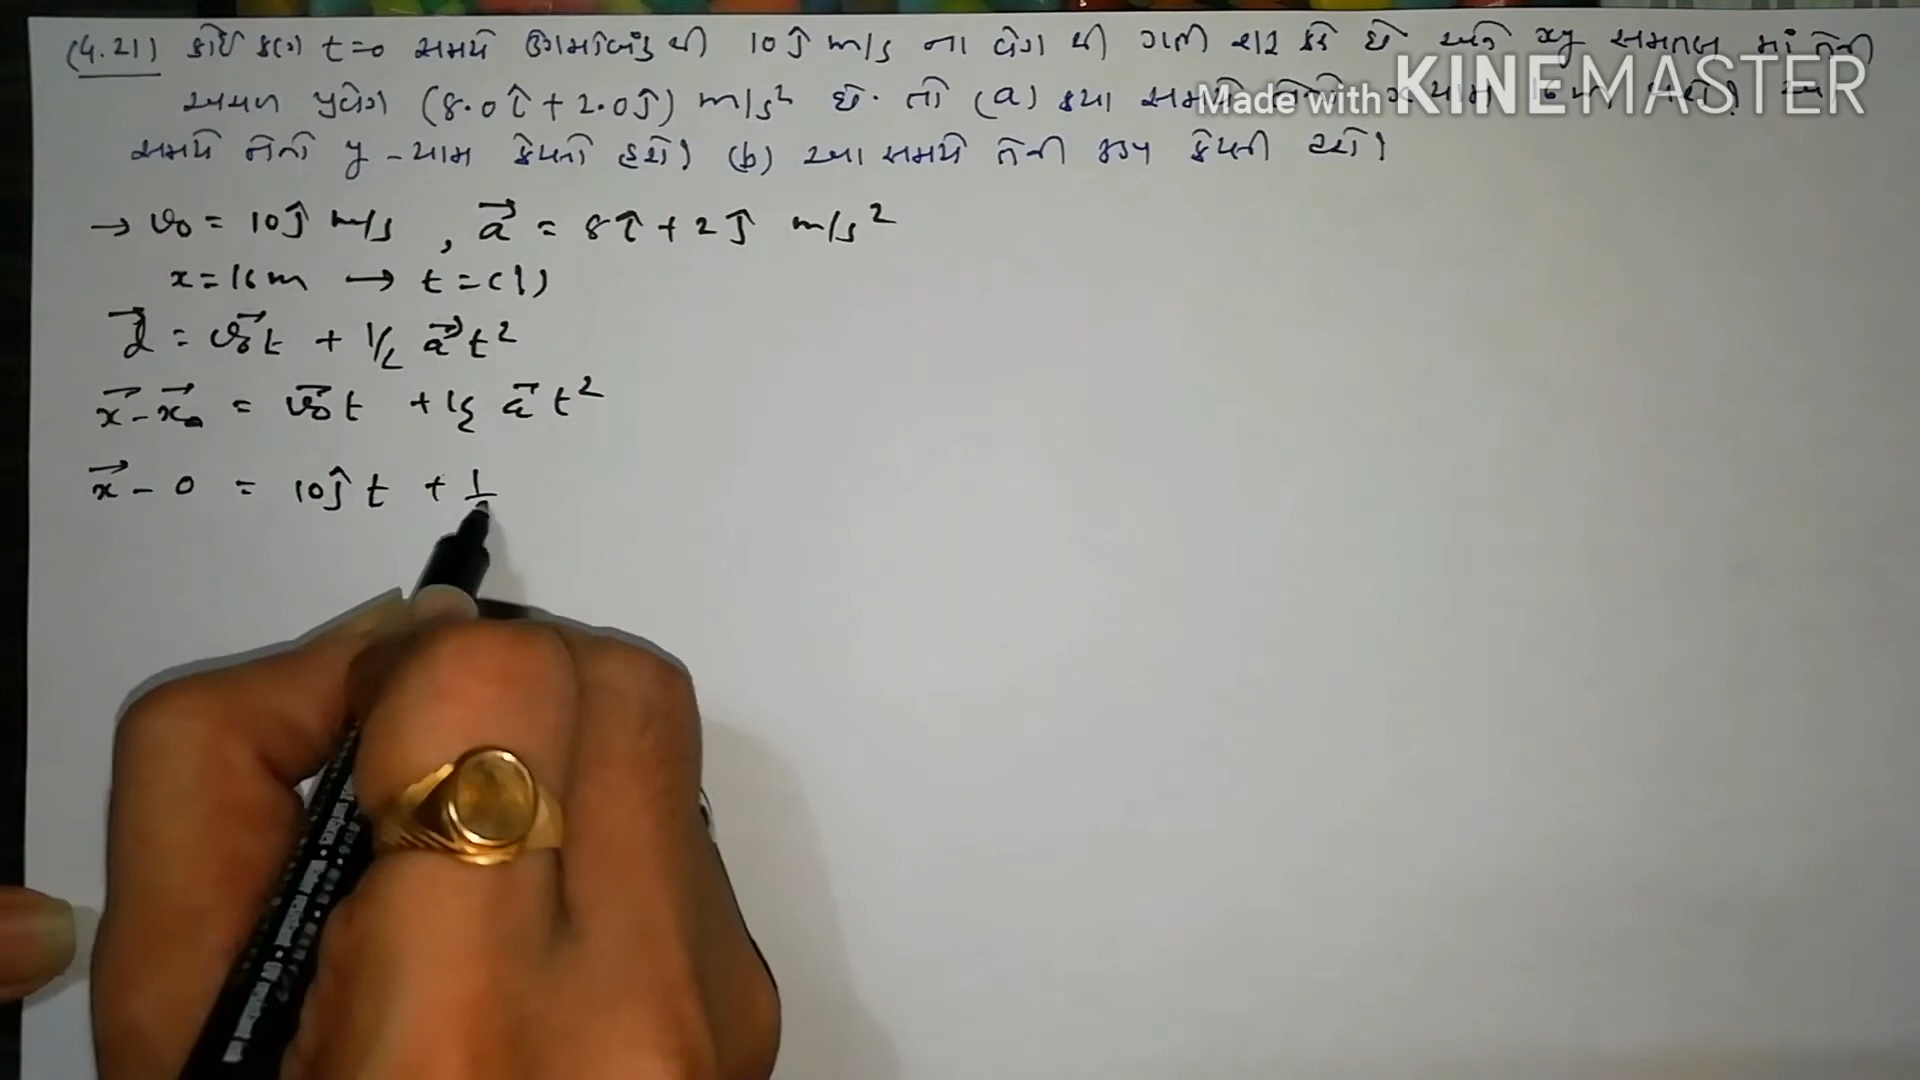 (4.21) કોઈ કણ t=0 સમયે ઊગમબિંદુ થી 10ĵ m/s ના વેગ થી ગતિ શરૂ કરે છે અને xy સમતલ માં તેની
અચળ પ્રવેગ (8.0î + 2.0ĵ) m/s² છે. તો (a) કયા સમયે
Made with KINEMASTER
સમયે તેનો y-યામ કેટલો હશે? (b) આ સમયે તેની ઝડપ કેટલી હશે?
→ v₀ = 10ĵ m/s , a⃗ = 8î + 2ĵ m/s²
x = 16m → t = (?)
d⃗ = v⃗₀t + 1/2 a⃗ t²
x⃗ - x⃗₀ = v⃗₀ t + 1/2 a⃗ t²
x⃗ - 0 = 10ĵ t + 1